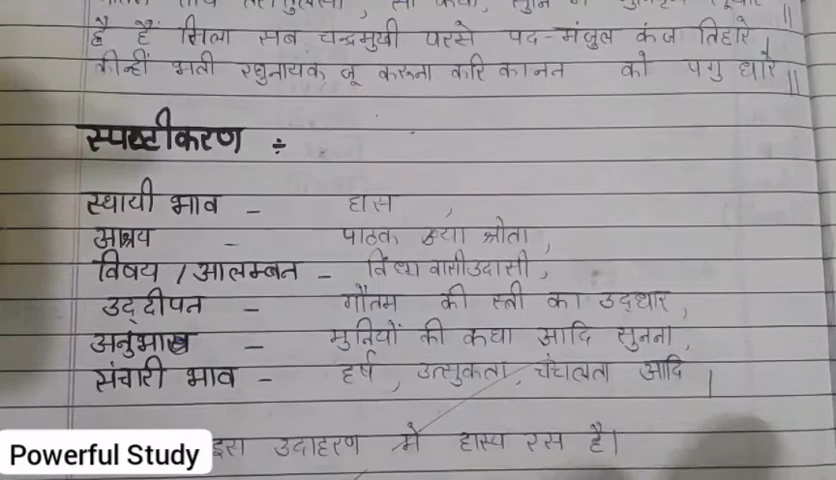 तुलसी, सो कथा, सुनि
है हैं सिला सब चन्द्रमुखी परसे पद-मंजुल कंज तिहारे।
कीन्हीं भली रघुनायक जू करुना करि कानन को पगु धारे॥
स्पष्टीकरण ÷
स्थायी भाव - हास,
आश्रय - पाठक तथा श्रोता,
विषय / आलम्बन - विंध्य वासी उदासी,
उद्दीपन - गौतम की स्त्री का उद्धार,
अनुभाव - मुनियों की कथा आदि सुनना,
संचारी भाव - हर्ष, उत्सुकता, चंचलता आदि।
इस उदाहरण में हास्य रस है।
Powerful Study